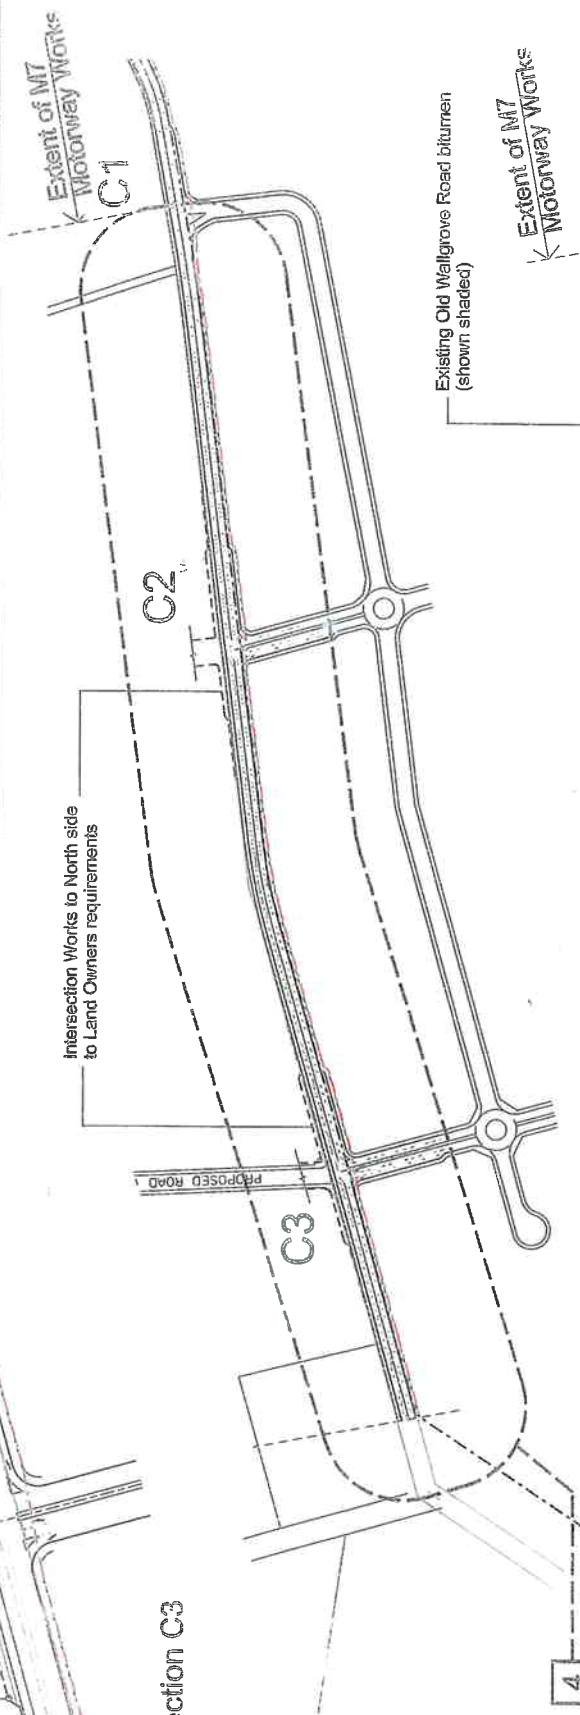 Extent of M7
Motorway Works
C1
Existing Old Wallgrove Road bitumen
(shown shaded)
Extent of M7
Motorway Works
C2
Intersection Works to North side
to Land Owners requirements
PROPOSED ROAD
C3
ction C3
4